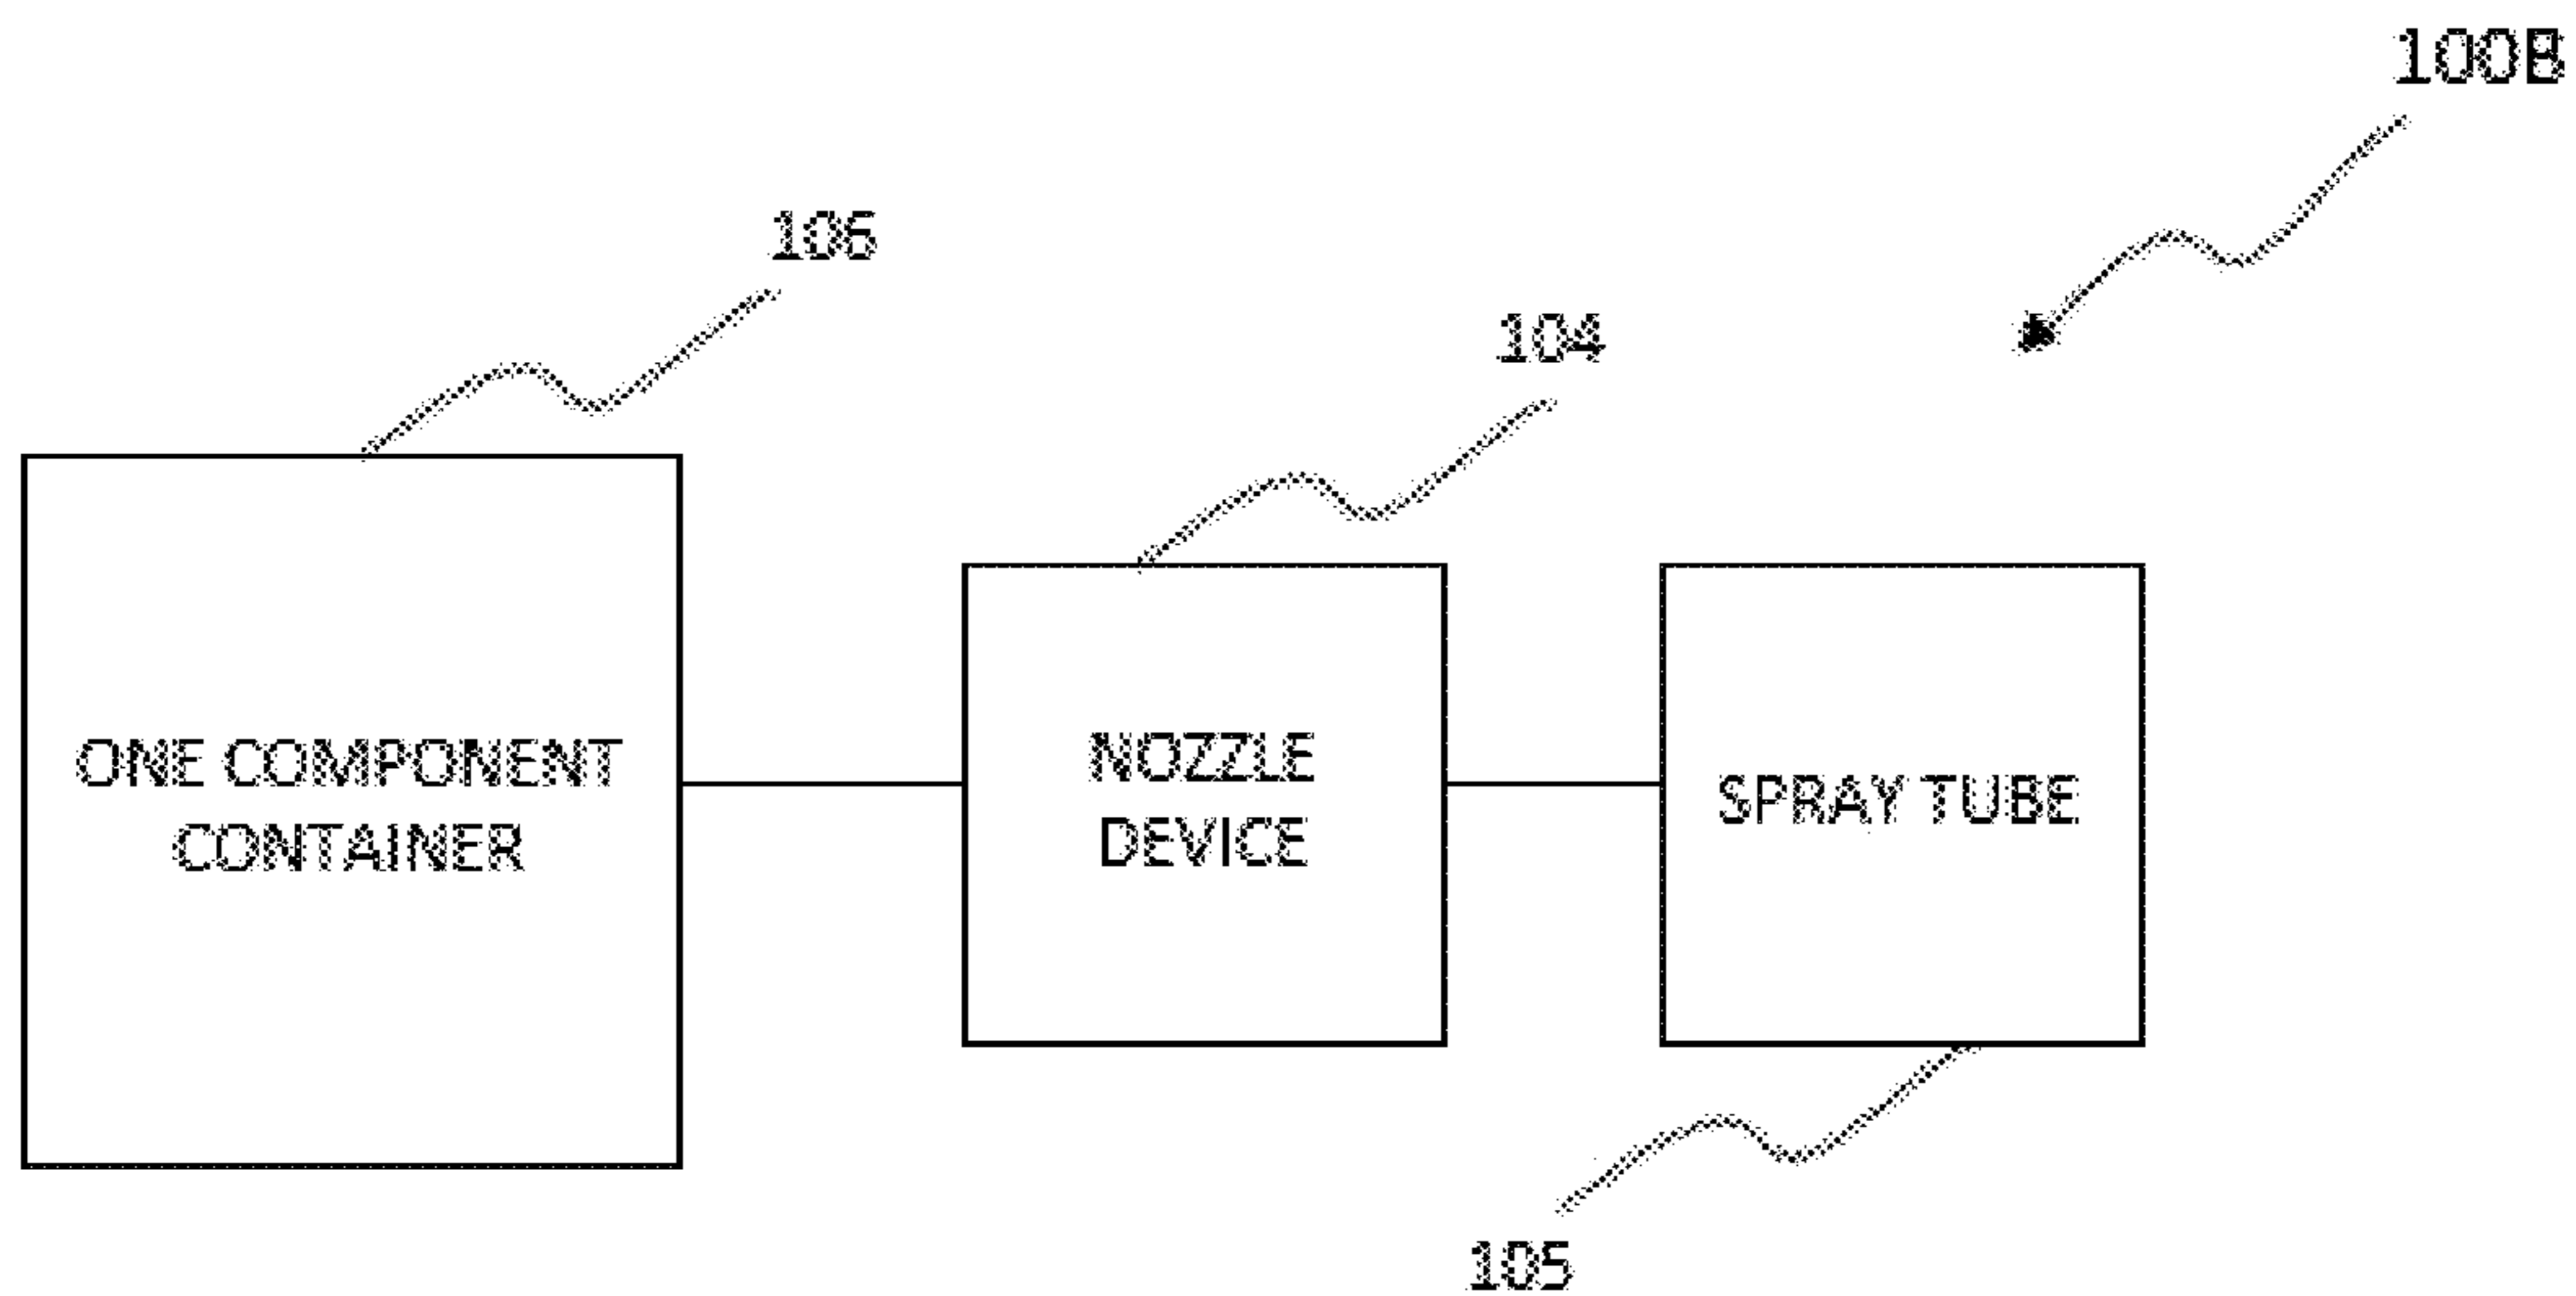 100B
106
104
ONE COMPONENT
CONTAINER
NOZZLE
DEVICE
SPRAY TUBE
105